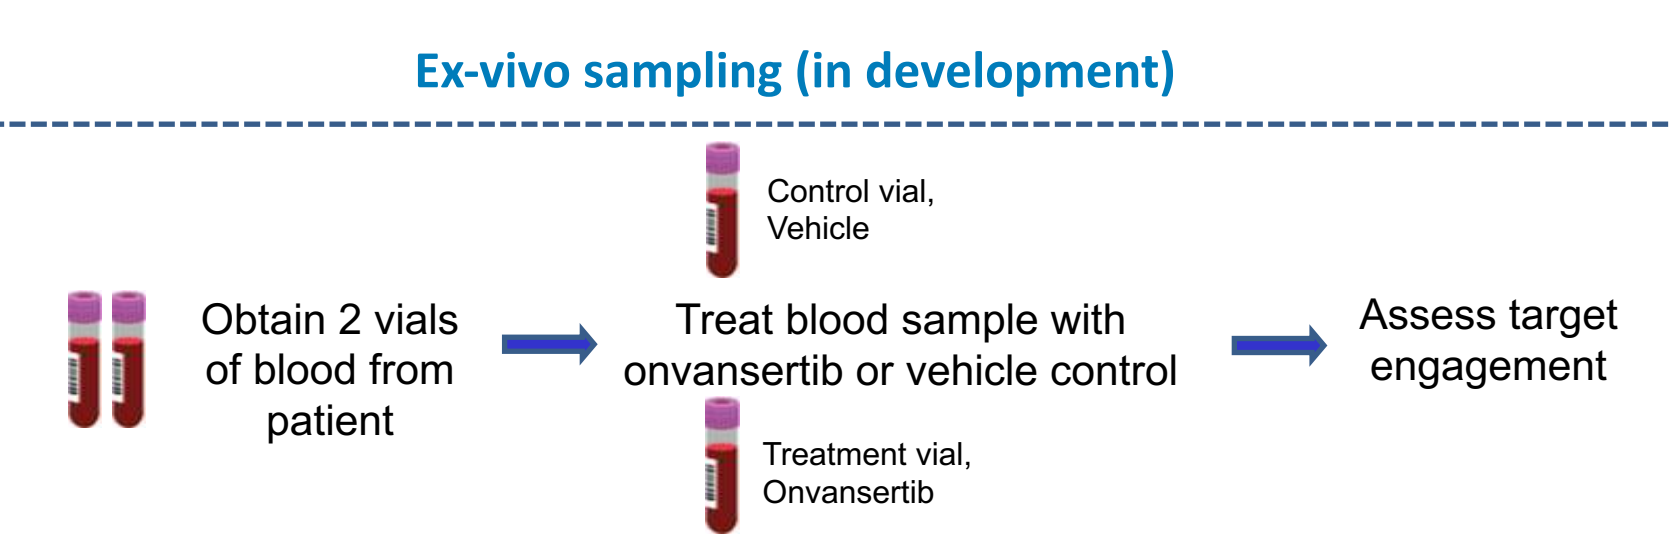 Ex-vivo sampling (in development)
Control vial,
Vehicle
Obtain 2 vials
of blood from
patient
Treat blood sample with
onvansertib or vehicle control
Assess target
engagement
Treatment vial,
Onvansertib